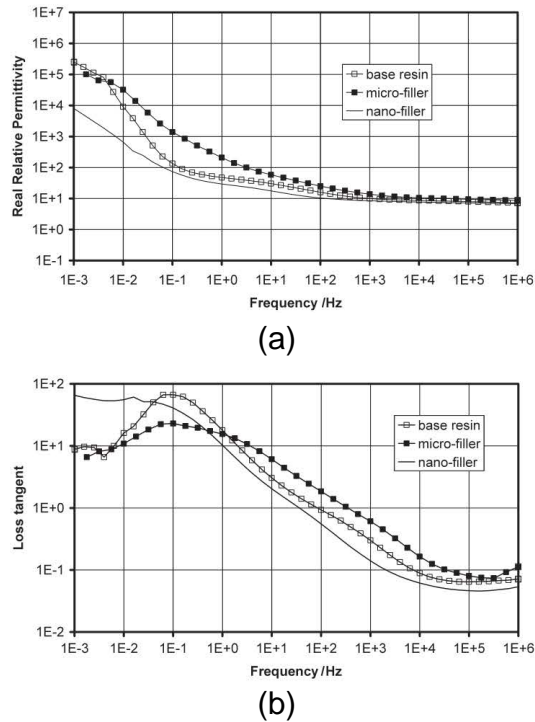 1E+7
1E+6
1E+5
1E+4
1E+3
1E+2
1E+1
1E+0
1E-1
Real Relative Permittivity
base resin
micro-filler
nano-filler
1E-3 1E-2 1E-1 1E+0 1E+1 1E+2 1E+3 1E+4 1E+5 1E+6
Frequency /Hz
(a)
1E+2
1E+1
1E+0
1E-1
1E-2
Loss tangent
base resin
micro-filler
nano-filler
1E-3 1E-2 1E-1 1E+0 1E+1 1E+2 1E+3 1E+4 1E+5 1E+6
Frequency /Hz
(b)